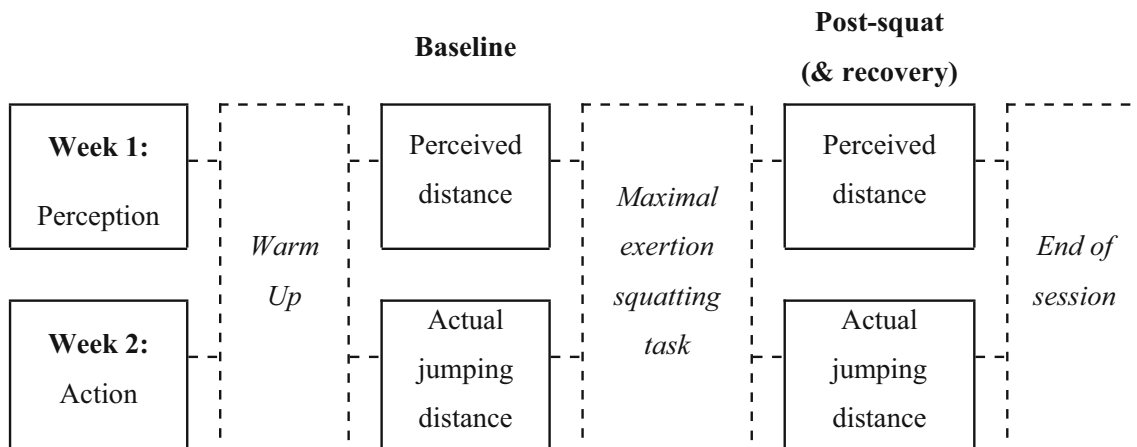 Baseline
Post-squat
(& recovery)
Week 1:
Perception
Warm
Up
Perceived
distance
Maximal
exertion
squatting
task
Perceived
distance
End of
session
Week 2:
Action
Actual
jumping
distance
Actual
jumping
distance